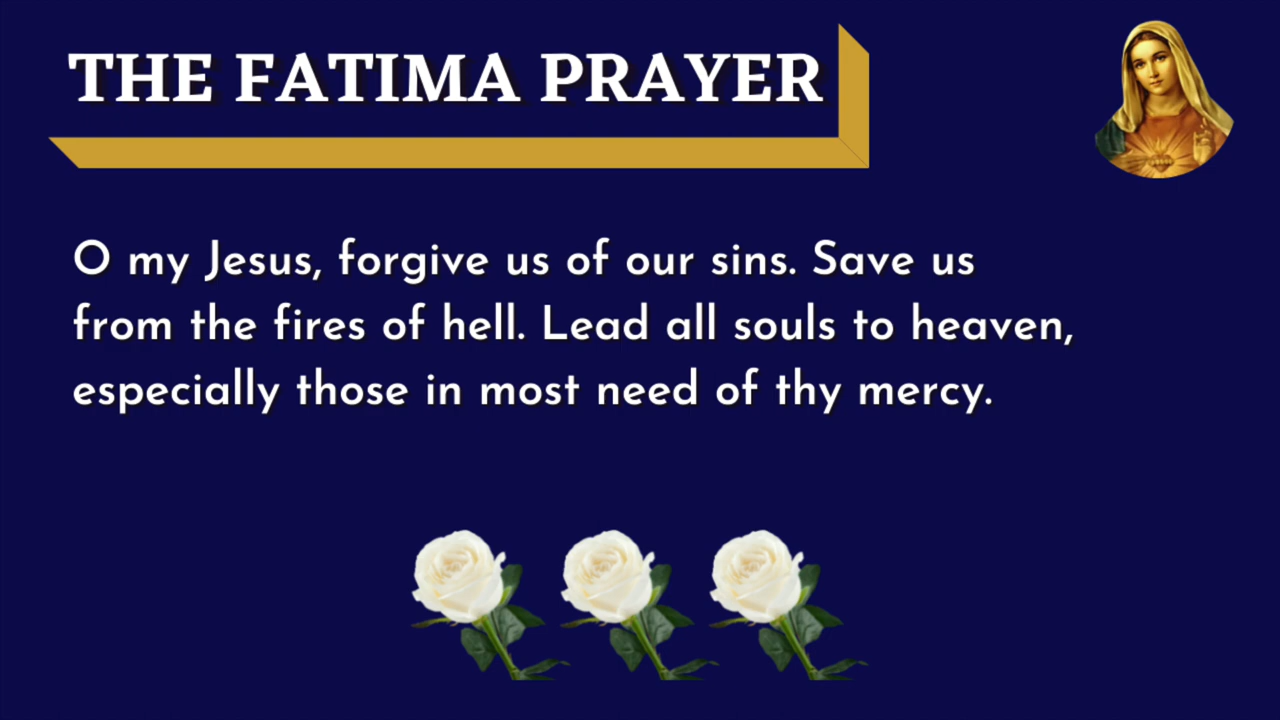 THE FATIMA PRAYER
O my Jesus, forgive us of our sins. Save us
from the fires of hell. Lead all souls to heaven,
especially those in most need of thy mercy.